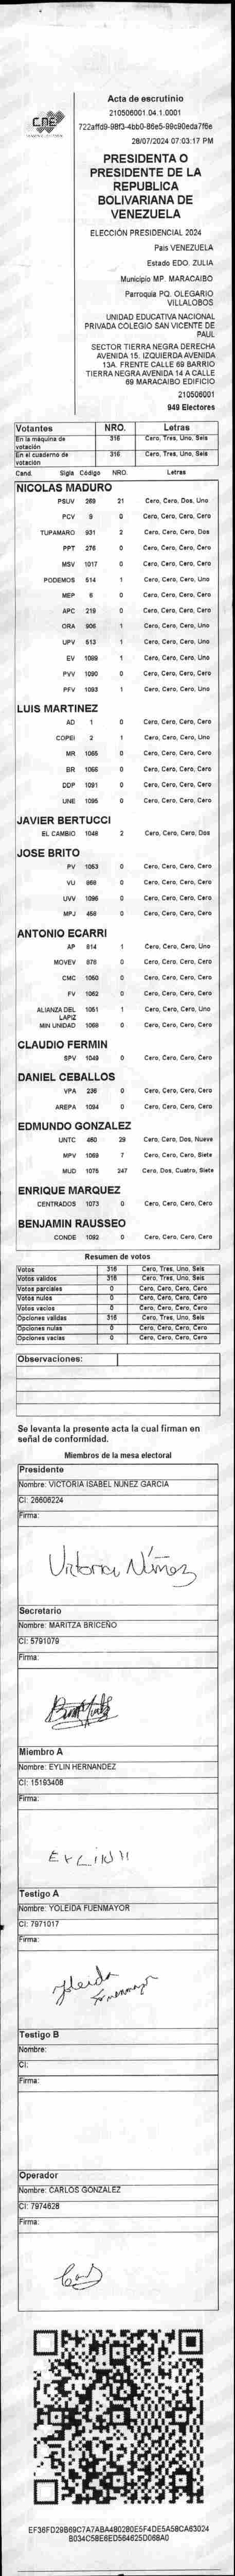 CNE
Acta de escrutinio
210506001.04.1.0001
722affd9-98f3-4bb0-86e5-99c90eda7f6e
28/07/2024 07:03:17 PM
PRESIDENTA O
PRESIDENTE DE LA
REPUBLICA
BOLIVARIANA DE
VENEZUELA
ELECCIÓN PRESIDENCIAL 2024
Pais VENEZUELA
Estado EDO. ZULIA
Municipio MP. MARACAIBO
Parroquia PQ. OLEGARIO
VILLALOBOS
UNIDAD EDUCATIVA NACIONAL
PRIVADA COLEGIO SAN VICENTE DE
PAUL
SECTOR TIERRA NEGRA DERECHA
AVENIDA 15. IZQUIERDA AVENIDA
13A. FRENTE CALLE 69 BARRIO
TIERRA NEGRA AVENIDA 14 A CALLE
69 MARACAIBO EDIFICIO
210506001
949 Electores
Votantes NRO. Letras
En la máquina de votación 316 Cero, Tres, Uno, Seis
En el cuaderno de votación 316 Cero, Tres, Uno, Seis
Cand. Sigla Código NRO. Letras
NICOLAS MADURO
PSUV 269 21 Cero, Cero, Dos, Uno
PCV 9 0 Cero, Cero, Cero, Cero
TUPAMARO 931 2 Cero, Cero, Cero, Dos
PPT 276 0 Cero, Cero, Cero, Cero
MSV 1017 0 Cero, Cero, Cero, Cero
PODEMOS 514 1 Cero, Cero, Cero, Uno
MEP 6 0 Cero, Cero, Cero, Cero
APC 219 0 Cero, Cero, Cero, Cero
ORA 906 1 Cero, Cero, Cero, Uno
UPV 513 1 Cero, Cero, Cero, Uno
EV 1089 1 Cero, Cero, Cero, Uno
PVV 1090 0 Cero, Cero, Cero, Cero
PFV 1093 1 Cero, Cero, Cero, Uno
LUIS MARTINEZ
AD 1 0 Cero, Cero, Cero, Cero
COPEI 2 1 Cero, Cero, Cero, Uno
MR 1065 0 Cero, Cero, Cero, Cero
BR 1066 0 Cero, Cero, Cero, Cero
DDP 1091 0 Cero, Cero, Cero, Cero
UNE 1095 0 Cero, Cero, Cero, Cero
JAVIER BERTUCCI
EL CAMBIO 1048 2 Cero, Cero, Cero, Dos
JOSE BRITO
PV 1053 0 Cero, Cero, Cero, Cero
VU 868 0 Cero, Cero, Cero, Cero
UVV 1096 0 Cero, Cero, Cero, Cero
MPJ 458 0 Cero, Cero, Cero, Cero
ANTONIO ECARRI
AP 814 1 Cero, Cero, Cero, Uno
MOVEV 878 0 Cero, Cero, Cero, Cero
CMC 1050 0 Cero, Cero, Cero, Cero
FV 1062 0 Cero, Cero, Cero, Cero
ALIANZA DEL LAPIZ 1051 1 Cero, Cero, Cero, Uno
MIN UNIDAD 1068 0 Cero, Cero, Cero, Cero
CLAUDIO FERMIN
SPV 1049 0 Cero, Cero, Cero, Cero
DANIEL CEBALLOS
VPA 236 0 Cero, Cero, Cero, Cero
AREPA 1094 0 Cero, Cero, Cero, Cero
EDMUNDO GONZALEZ
UNTC 460 29 Cero, Cero, Dos, Nueve
MPV 1069 7 Cero, Cero, Cero, Siete
MUD 1075 247 Cero, Dos, Cuatro, Siete
ENRIQUE MARQUEZ
CENTRADOS 1073 0 Cero, Cero, Cero, Cero
BENJAMIN RAUSSEO
CONDE 1092 0 Cero, Cero, Cero, Cero
Resumen de votos
Votos 316 Cero, Tres, Uno, Seis
Votos validos 316 Cero, Tres, Uno, Seis
Votos parciales 0 Cero, Cero, Cero, Cero
Votos nulos 0 Cero, Cero, Cero, Cero
Votos vacios 0 Cero, Cero, Cero, Cero
Opciones validas 316 Cero, Tres, Uno, Seis
Opciones nulas 0 Cero, Cero, Cero, Cero
Opciones vacias 0 Cero, Cero, Cero, Cero
Observaciones:
Se levanta la presente acta la cual firman en
señal de conformidad.
Miembros de la mesa electoral
Presidente
Nombre: VICTORIA ISABEL NUNEZ GARCIA
CI: 26606224
Firma:
Victoria Núñez
Secretario
Nombre: MARITZA BRICEÑO
CI: 5791079
Firma:
Miembro A
Nombre: EYLIN HERNANDEZ
CI: 15193408
Firma:
EYLIN H
Testigo A
Nombre: YOLEIDA FUENMAYOR
CI: 7971017
Firma:
Yoleida
Fuenmayor
Testigo B
Nombre:
CI:
Firma:
Operador
Nombre: CARLOS GONZALEZ
CI: 7974628
Firma:
EF36FD29B69C7A7ABA480280E5F4DE5A58CA63024
B034C58E6ED564625D068A0